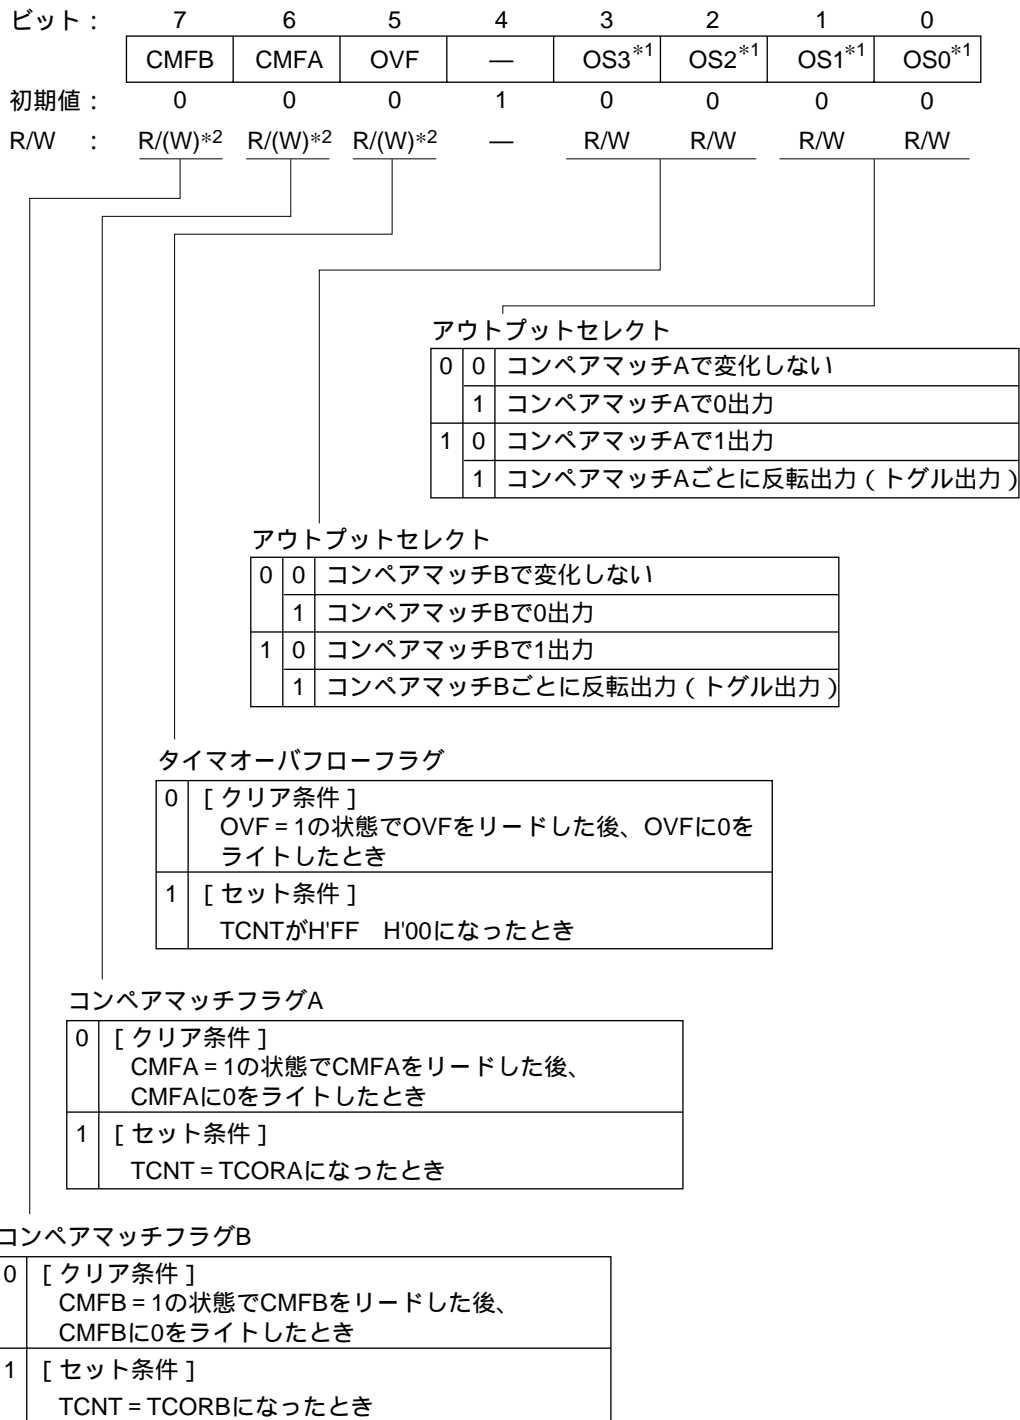 ビット： 7 6 5 4 3 2 1 0
CMFB CMFA OVF — OS3*1 OS2*1 OS1*1 OS0*1
初期値： 0 0 0 1 0 0 0 0
R/W ： R/(W)*2 R/(W)*2 R/(W)*2 — R/W R/W R/W R/W
アウトプットセレクト
0 0 コンペアマッチAで変化しない
1 コンペアマッチAで0出力
1 0 コンペアマッチAで1出力
1 コンペアマッチAごとに反転出力（トグル出力）
アウトプットセレクト
0 0 コンペアマッチBで変化しない
1 コンペアマッチBで0出力
1 0 コンペアマッチBで1出力
1 コンペアマッチBごとに反転出力（トグル出力）
タイマオーバフローフラグ
0 ［クリア条件］
OVF＝1の状態でOVFをリードした後、OVFに0を
ライトしたとき
1 ［セット条件］
TCNTがH'FF　H'00になったとき
コンペアマッチフラグA
0 ［クリア条件］
CMFA＝1の状態でCMFAをリードした後、
CMFAに0をライトしたとき
1 ［セット条件］
TCNT＝TCORAになったとき
コンペアマッチフラグB
0 ［クリア条件］
CMFB＝1の状態でCMFBをリードした後、
CMFBに0をライトしたとき
1 ［セット条件］
TCNT＝TCORBになったとき